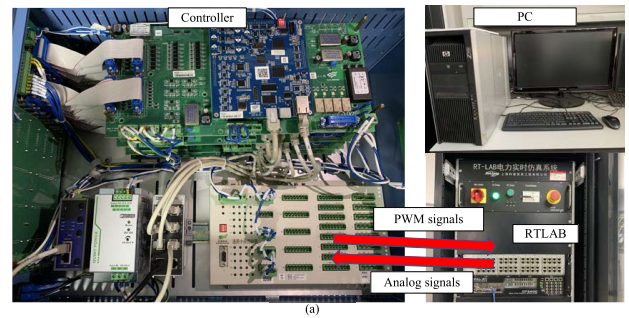 Controller
PC
RT-LAB电力实时仿真系统
PWM signals
RTLAB
Analog signals
(a)